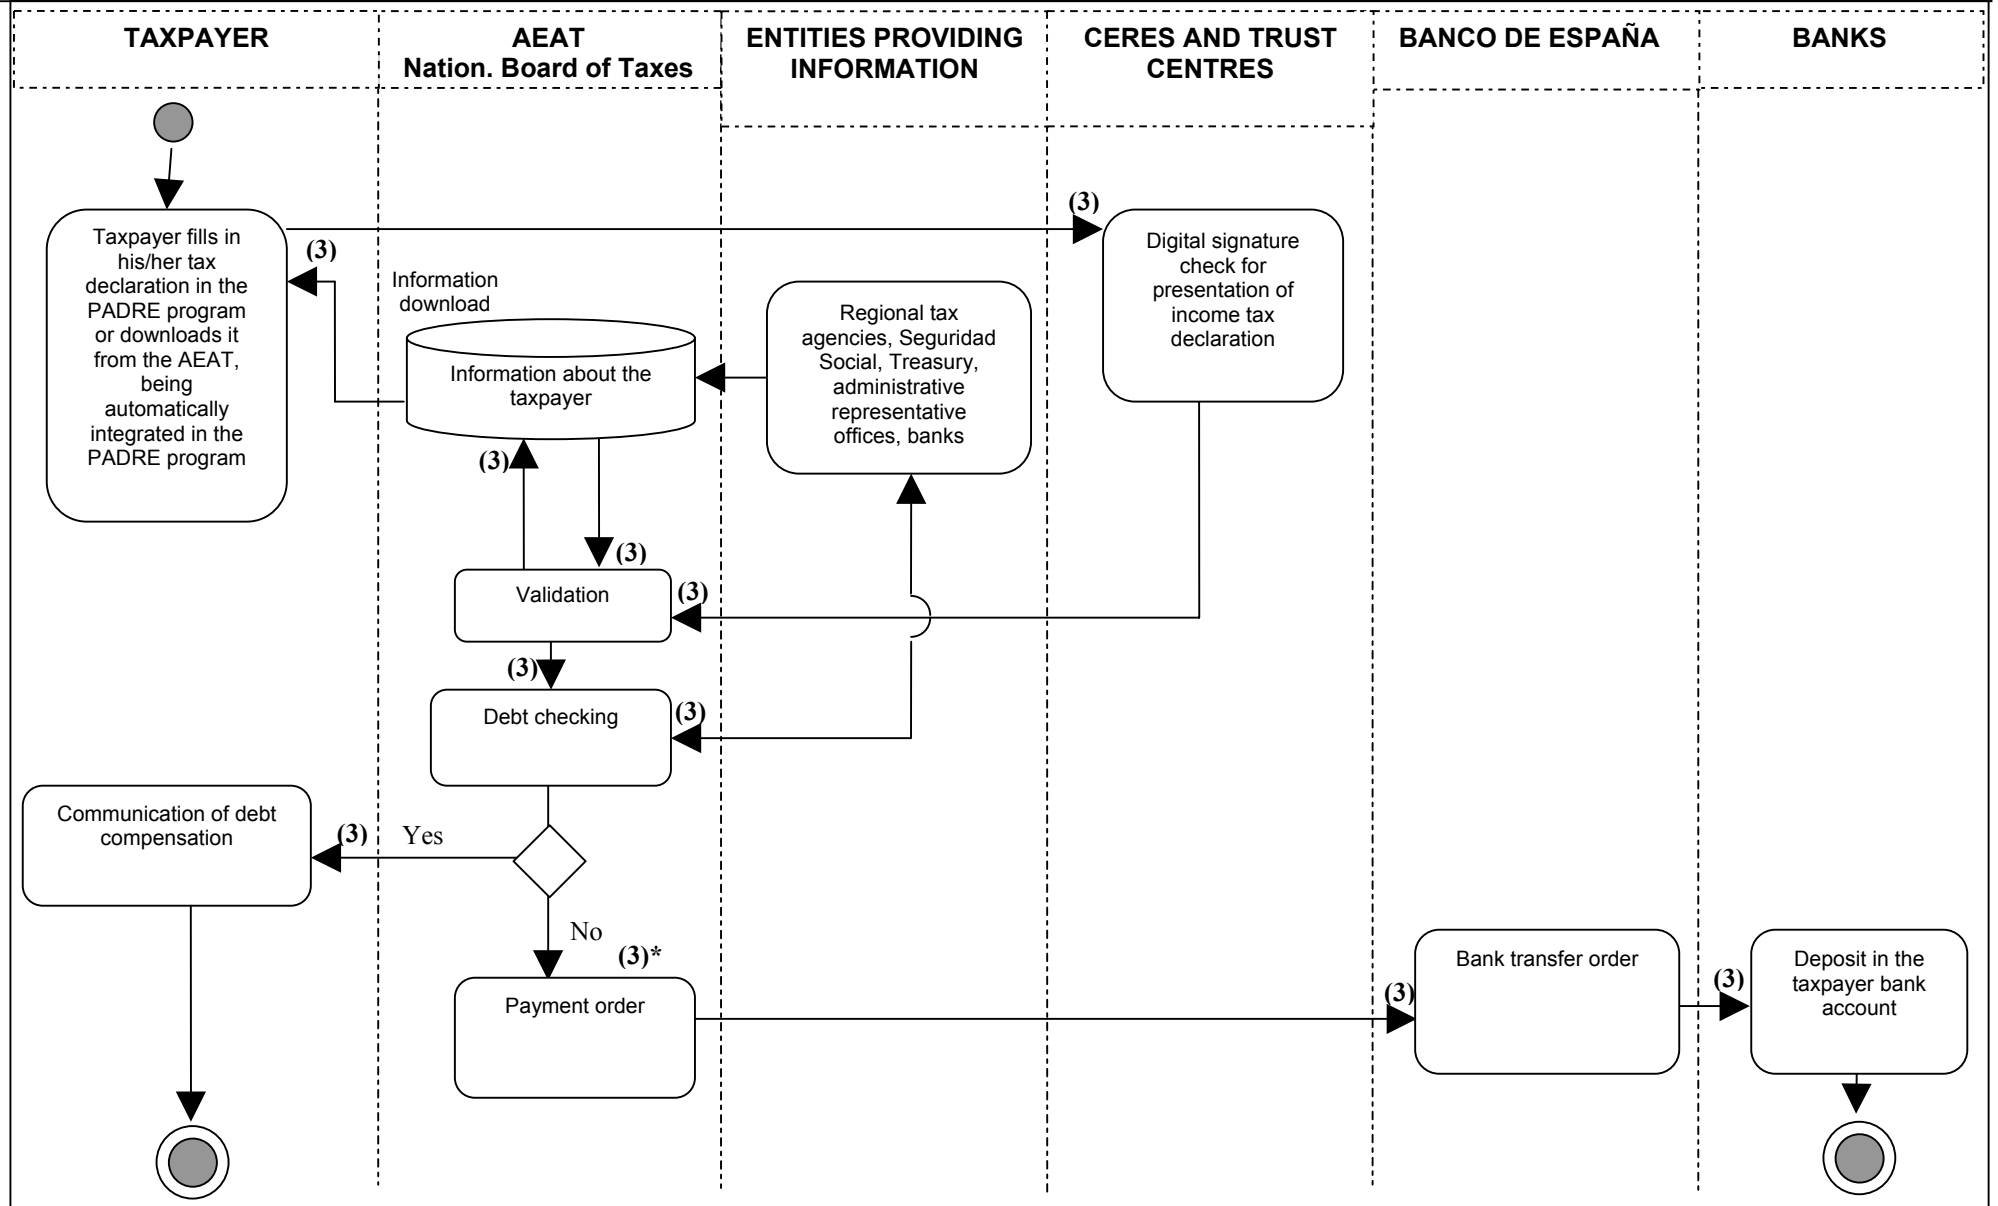 TAXPAYER
AEAT
Nation. Board of Taxes
ENTITIES PROVIDING
INFORMATION
CERES AND TRUST
CENTRES
BANCO DE ESPAÑA
BANKS
Taxpayer fills in
his/her tax
declaration in the
PADRE program
or downloads it
from the AEAT,
being
automatically
integrated in the
PADRE program
(3)
Information
download
Information about the
taxpayer
Regional tax
agencies, Seguridad
Social, Treasury,
administrative
representative
offices, banks
(3)
Digital signature
check for
presentation of
income tax
declaration
(3)
(3)
Validation
(3)
(3)
Debt checking
(3)
Communication of debt
compensation
(3)
Yes
No
(3)*
Payment order
(3)
Bank transfer order
(3)
Deposit in the
taxpayer bank
account